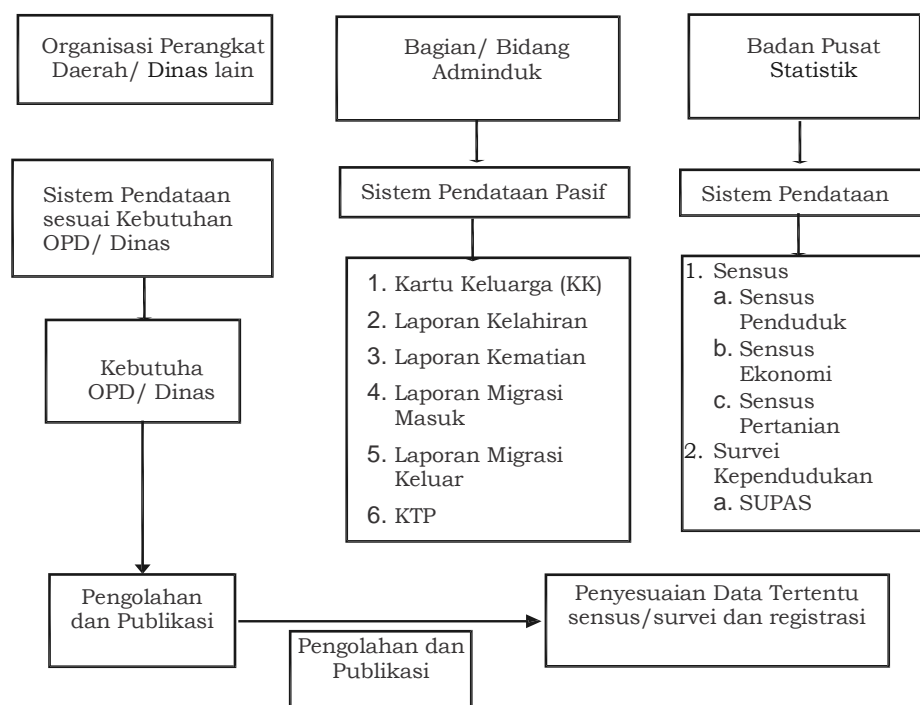 Organisasi Perangkat
Daerah/ Dinas lain
Bagian/ Bidang
Adminduk
Badan Pusat
Statistik
Sistem Pendataan
sesuai Kebutuhan
OPD/ Dinas
Sistem Pendataan Pasif
Sistem Pendataan
Kebutuha
OPD/ Dinas
1. Kartu Keluarga (KK)
2. Laporan Kelahiran
3. Laporan Kematian
4. Laporan Migrasi
Masuk
5. Laporan Migrasi
Keluar
6. KTP
1. Sensus
a. Sensus
Penduduk
b. Sensus
Ekonomi
c. Sensus
Pertanian
2. Survei
Kependudukan
a. SUPAS
Pengolahan
dan Publikasi
Pengolahan dan
Publikasi
Penyesuaian Data Tertentu
sensus/survei dan registrasi